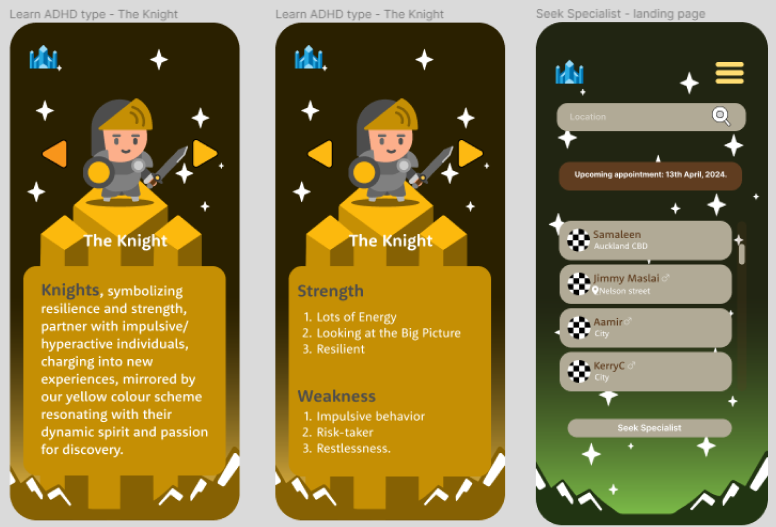 Learn ADHD type - The Knight
The Knight
Knights, symbolizing
resilience and strength,
partner with impulsive/
hyperactive individuals,
charging into new
experiences, mirrored by
our yellow colour scheme
resonating with their
dynamic spirit and passion
for discovery.
Learn ADHD type - The Knight
The Knight
Strength
1. Lots of Energy
2. Looking at the Big Picture
3. Resilient
Weakness
1. Impulsive behavior
2. Risk-taker
3. Restlessness.
Seek Specialist - landing page
Location
Upcoming appointment: 13th April, 2024.
Samaleen
Auckland CBD
Jimmy Maslai ♂
Nelson street
Aamir ♂
City
KerryC ♂
City
Seek Specialist